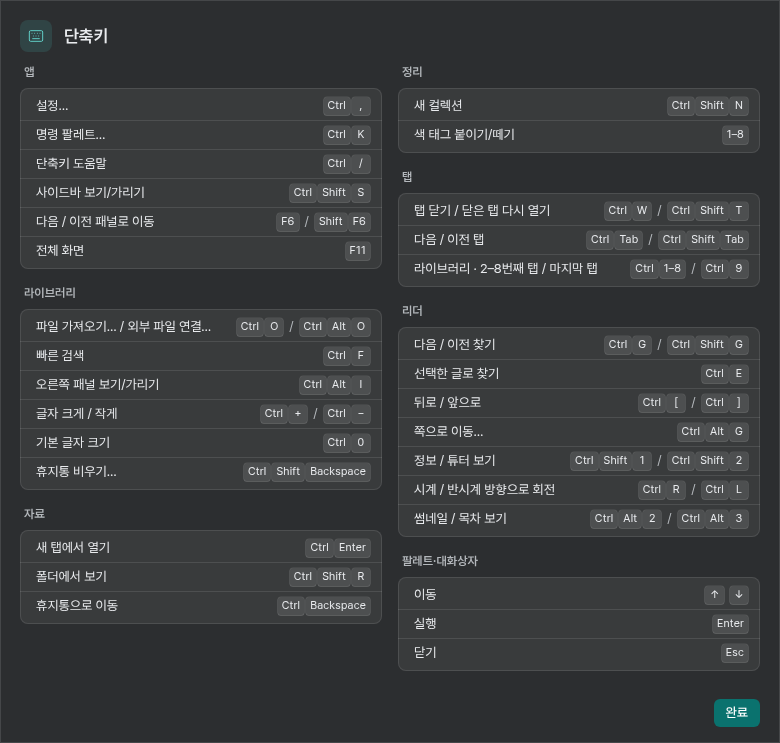 단축키
앱
설정... Ctrl ,
명령 팔레트... Ctrl K
단축키 도움말 Ctrl /
사이드바 보기/가리기 Ctrl Shift S
다음 / 이전 패널로 이동 F6 / Shift F6
전체 화면 F11
라이브러리
파일 가져오기... / 외부 파일 연결... Ctrl O / Ctrl Alt O
빠른 검색 Ctrl F
오른쪽 패널 보기/가리기 Ctrl Alt I
글자 크게 / 작게 Ctrl + / Ctrl −
기본 글자 크기 Ctrl 0
휴지통 비우기... Ctrl Shift Backspace
자료
새 탭에서 열기 Ctrl Enter
폴더에서 보기 Ctrl Shift R
휴지통으로 이동 Ctrl Backspace
정리
새 컬렉션 Ctrl Shift N
색 태그 붙이기/떼기 1–8
탭
탭 닫기 / 닫은 탭 다시 열기 Ctrl W / Ctrl Shift T
다음 / 이전 탭 Ctrl Tab / Ctrl Shift Tab
라이브러리 · 2–8번째 탭 / 마지막 탭 Ctrl 1–8 / Ctrl 9
리더
다음 / 이전 찾기 Ctrl G / Ctrl Shift G
선택한 글로 찾기 Ctrl E
뒤로 / 앞으로 Ctrl [ / Ctrl ]
쪽으로 이동... Ctrl Alt G
정보 / 튜터 보기 Ctrl Shift 1 / Ctrl Shift 2
시계 / 반시계 방향으로 회전 Ctrl R / Ctrl L
썸네일 / 목차 보기 Ctrl Alt 2 / Ctrl Alt 3
팔레트·대화상자
이동 ↑ ↓
실행 Enter
닫기 Esc
완료